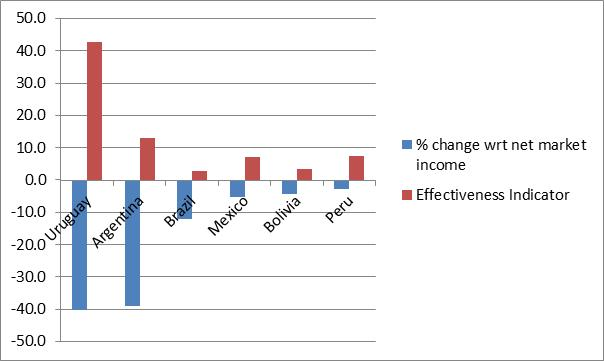 50.0
40.0
30.0
20.0
10.0
0.0
-10.0
-20.0
-30.0
-40.0
-50.0
Uruguay
Argentina
Brazil
Mexico
Bolivia
Peru
% change wrt net market
income
Effectiveness Indicator